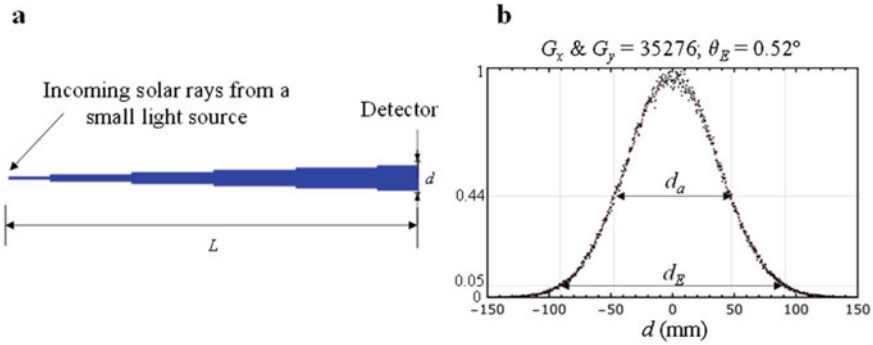 a
Incoming solar rays from a
small light source
Detector
d
L
b
Gx & Gy = 35276; θE = 0.52°
1
0.44
0.05
0
da
dE
−150 −100 −50 0 50 100 150
d (mm)